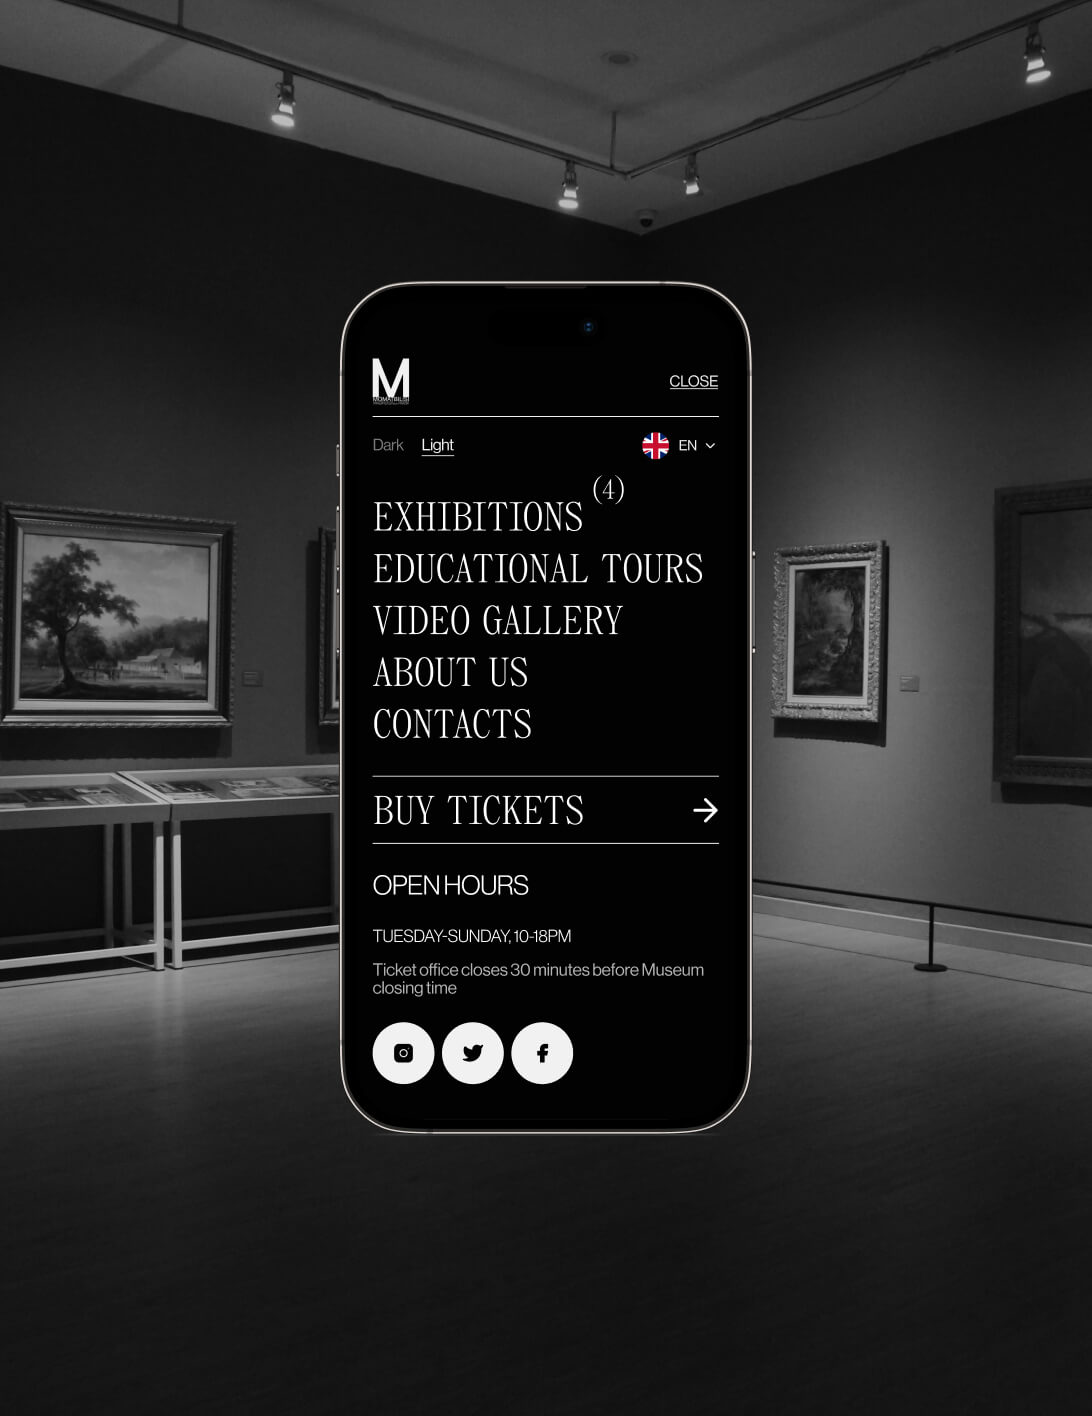 M
MOMATBILISI
CLOSE
Dark Light
EN
(4)
EXHIBITIONS
EDUCATIONAL TOURS
VIDEO GALLERY
ABOUT US
CONTACTS
BUY TICKETS
OPEN HOURS
TUESDAY-SUNDAY, 10-18PM
Ticket office closes 30 minutes before Museum
closing time